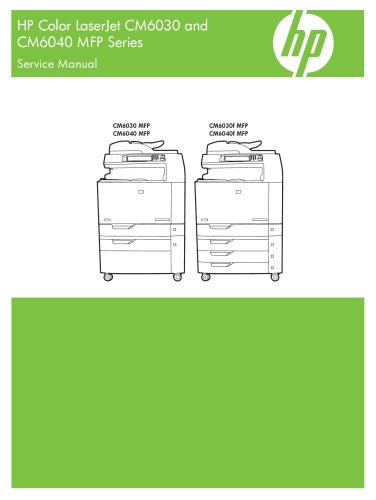 HP Color LaserJet CM6030 and
CM6040 MFP Series
Service Manual
hp
CM6030 MFP
CM6040 MFP
CM6030f MFP
CM6040f MFP